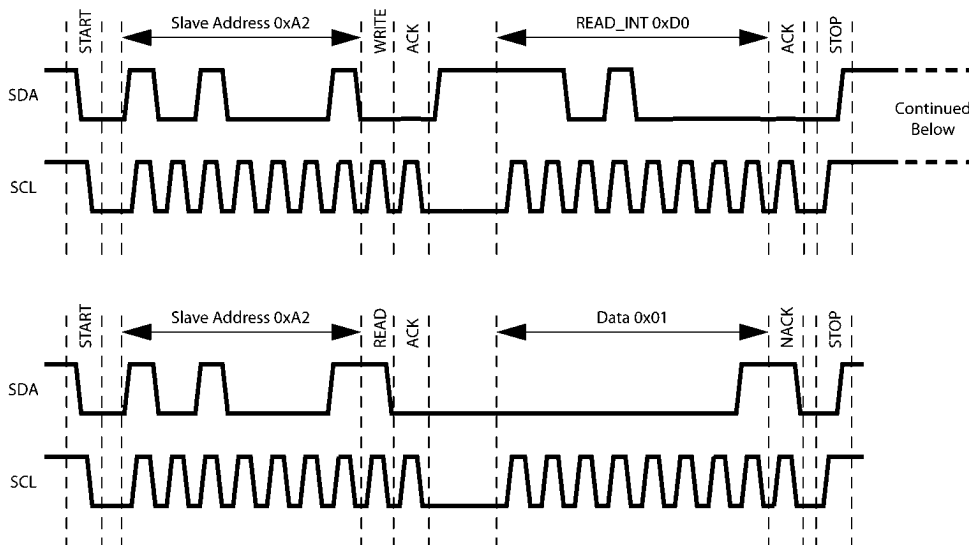 START
Slave Address 0xA2
WRITE
ACK
READ_INT 0xD0
ACK
STOP
SDA
Continued
Below
SCL
START
Slave Address 0xA2
READ
ACK
Data 0x01
NACK
STOP
SDA
SCL